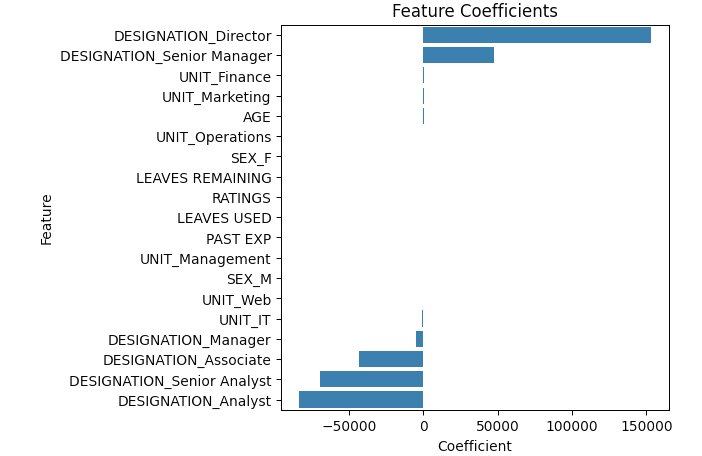 Feature Coefficients
DESIGNATION_Director
DESIGNATION_Senior Manager
UNIT_Finance
UNIT_Marketing
AGE
UNIT_Operations
SEX_F
LEAVES REMAINING
RATINGS
LEAVES USED
PAST EXP
UNIT_Management
SEX_M
UNIT_Web
UNIT_IT
DESIGNATION_Manager
DESIGNATION_Associate
DESIGNATION_Senior Analyst
DESIGNATION_Analyst
Feature
−50000 0 50000 100000 150000
Coefficient